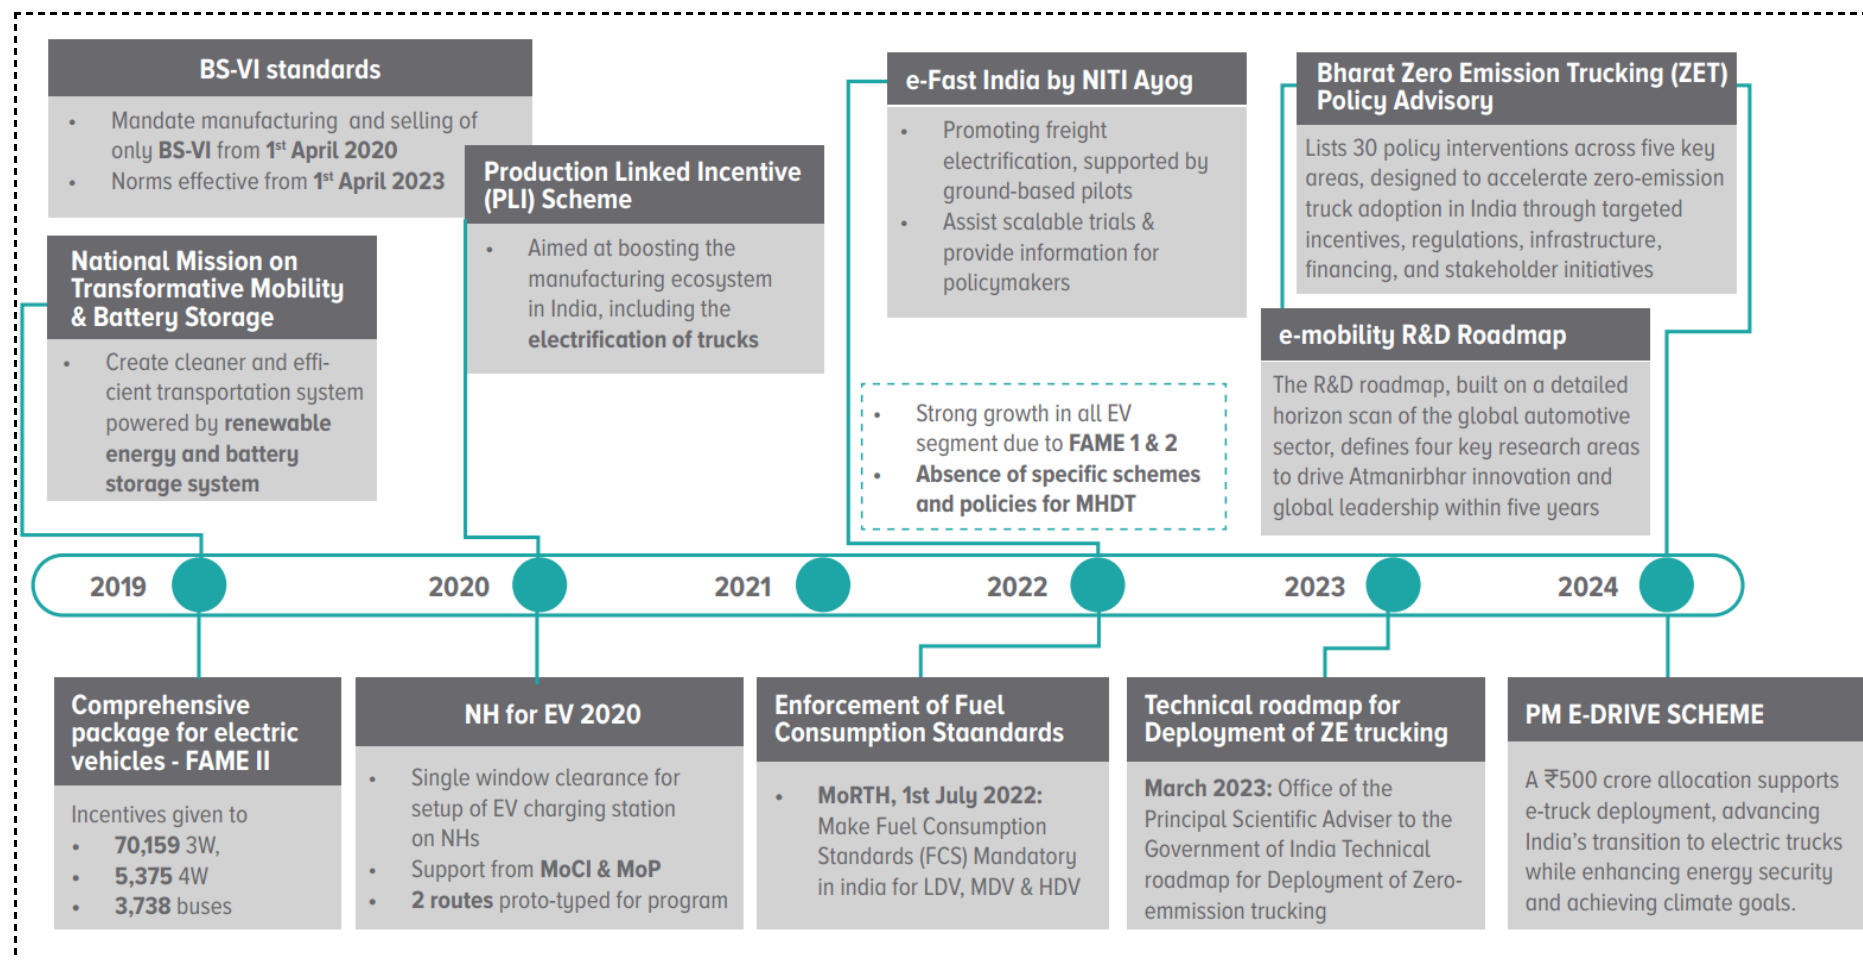 BS-VI standards
• Mandate manufacturing and selling of
only BS-VI from 1st April 2020
• Norms effective from 1st April 2023
National Mission on
Transformative Mobility
& Battery Storage
• Create cleaner and effi-
cient transportation system
powered by renewable
energy and battery
storage system
Production Linked Incentive
(PLI) Scheme
• Aimed at boosting the
manufacturing ecosystem
in India, including the
electrification of trucks
e-Fast India by NITI Ayog
• Promoting freight
electrification, supported by
ground-based pilots
• Assist scalable trials &
provide information for
policymakers
• Strong growth in all EV
segment due to FAME 1 & 2
• Absence of specific schemes
and policies for MHDT
Bharat Zero Emission Trucking (ZET)
Policy Advisory
Lists 30 policy interventions across five key
areas, designed to accelerate zero-emission
truck adoption in India through targeted
incentives, regulations, infrastructure,
financing, and stakeholder initiatives
e-mobility R&D Roadmap
The R&D roadmap, built on a detailed
horizon scan of the global automotive
sector, defines four key research areas
to drive Atmanirbhar innovation and
global leadership within five years
2019
2020
2021
2022
2023
2024
Comprehensive
package for electric
vehicles - FAME II
Incentives given to
• 70,159 3W,
• 5,375 4W
• 3,738 buses
NH for EV 2020
• Single window clearance for
setup of EV charging station
on NHs
• Support from MoCI & MoP
• 2 routes proto-typed for program
Enforcement of Fuel
Consumption Staandards
• MoRTH, 1st July 2022:
Make Fuel Consumption
Standards (FCS) Mandatory
in india for LDV, MDV & HDV
Technical roadmap for
Deployment of ZE trucking
March 2023: Office of the
Principal Scientific Adviser to the
Government of India Technical
roadmap for Deployment of Zero-
emmission trucking
PM E-DRIVE SCHEME
A ₹500 crore allocation supports
e-truck deployment, advancing
India's transition to electric trucks
while enhancing energy security
and achieving climate goals.